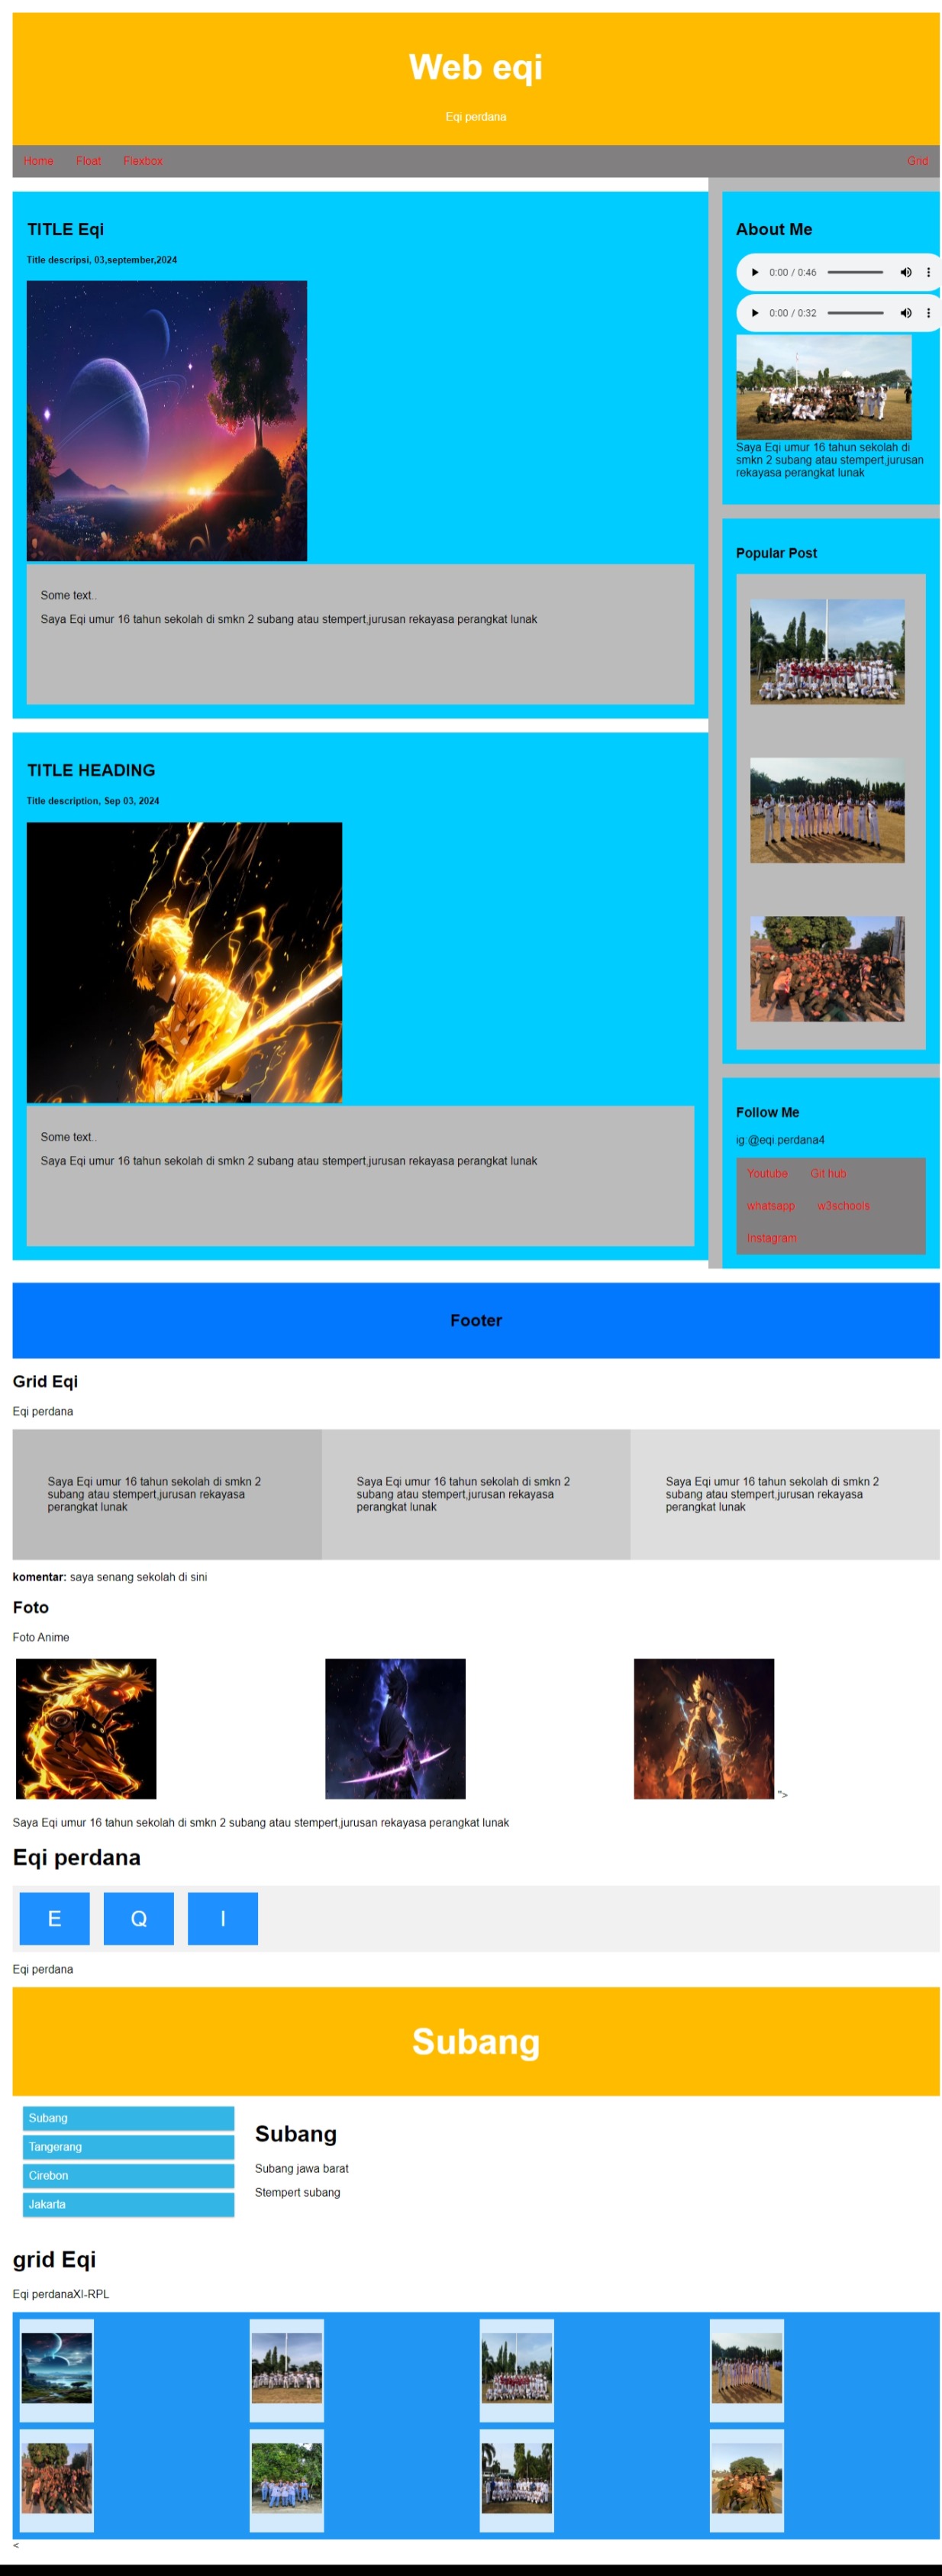 Web eqi
Eqi perdana
Home Float Flexbox Grid
TITLE Eqi
Title descripsi, 03,september,2024
Some text..
Saya Eqi umur 16 tahun sekolah di smkn 2 subang atau stempert,jurusan rekayasa perangkat lunak
TITLE HEADING
Title description, Sep 03, 2024
Some text..
Saya Eqi umur 16 tahun sekolah di smkn 2 subang atau stempert,jurusan rekayasa perangkat lunak
About Me
0:00 / 0:46
0:00 / 0:32
Saya Eqi umur 16 tahun sekolah di
smkn 2 subang atau stempert,jurusan
rekayasa perangkat lunak
Popular Post
Follow Me
ig:@eqi.perdana4
Youtube Git hub
whatsapp w3schools
Instagram
Footer
Grid Eqi
Eqi perdana
Saya Eqi umur 16 tahun sekolah di smkn 2
subang atau stempert,jurusan rekayasa
perangkat lunak
Saya Eqi umur 16 tahun sekolah di smkn 2
subang atau stempert,jurusan rekayasa
perangkat lunak
Saya Eqi umur 16 tahun sekolah di smkn 2
subang atau stempert,jurusan rekayasa
perangkat lunak
komentar: saya senang sekolah di sini
Foto
Foto Anime
">
Saya Eqi umur 16 tahun sekolah di smkn 2 subang atau stempert,jurusan rekayasa perangkat lunak
Eqi perdana
E Q I
Eqi perdana
Subang
Subang
Tangerang
Cirebon
Jakarta
Subang
Subang jawa barat
Stempert subang
grid Eqi
Eqi perdanaXI-RPL
<